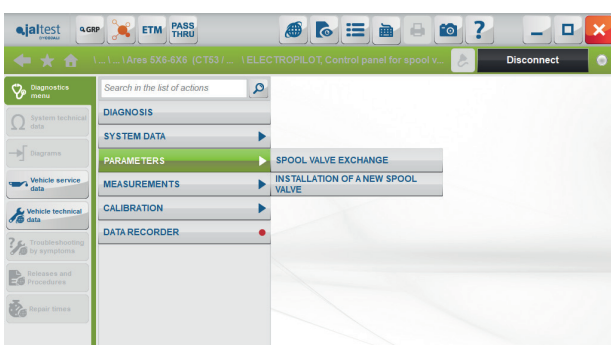 jaltest GRP ETM PASS THRU ?
\...\...\Ares 5X6-6X6 (CT53 /... \ELECTROPILOT, Control panel for spool v... Disconnect
Diagnostics menu
Search in the list of actions
System technical data
DIAGNOSIS
SYSTEM DATA
Diagrams
PARAMETERS
SPOOL VALVE EXCHANGE
Vehicle service data
MEASUREMENTS
INSTALLATION OF A NEW SPOOL VALVE
Vehicle technical data
CALIBRATION
Troubleshooting by symptoms
DATA RECORDER
Releases and Procedures
Repair times